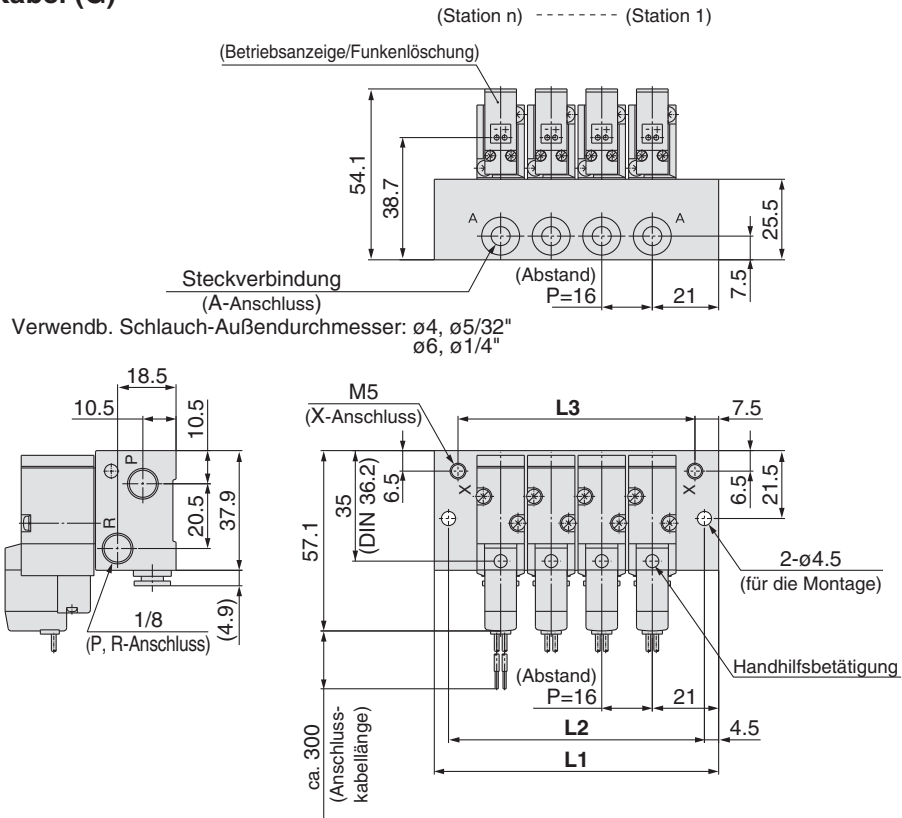 Kabel (G)
(Station n) - - - - - - - - - (Station 1)
(Betriebsanzeige/Funkenlöschung)
- +
- +
- +
- +
54.1
38.7
A
A
25.5
7.5
Steckverbindung
(A-Anschluss)
(Abstand)
P=16
21
Verwendb. Schlauch-Außendurchmesser: ø4, ø5/32"
ø6, ø1/4"
18.5
10.5
10.5
P
R
20.5
37.9
(4.9)
1/8
(P, R-Anschluss)
M5
(X-Anschluss)
L3
7.5
57.1
35
(DIN 36.2)
6.5
X
X
6.5
21.5
2-ø4.5
(für die Montage)
Handhilfsbetätigung
(Abstand)
P=16
21
ca. 300
(Anschluss-
kabellänge)
L2
4.5
L1